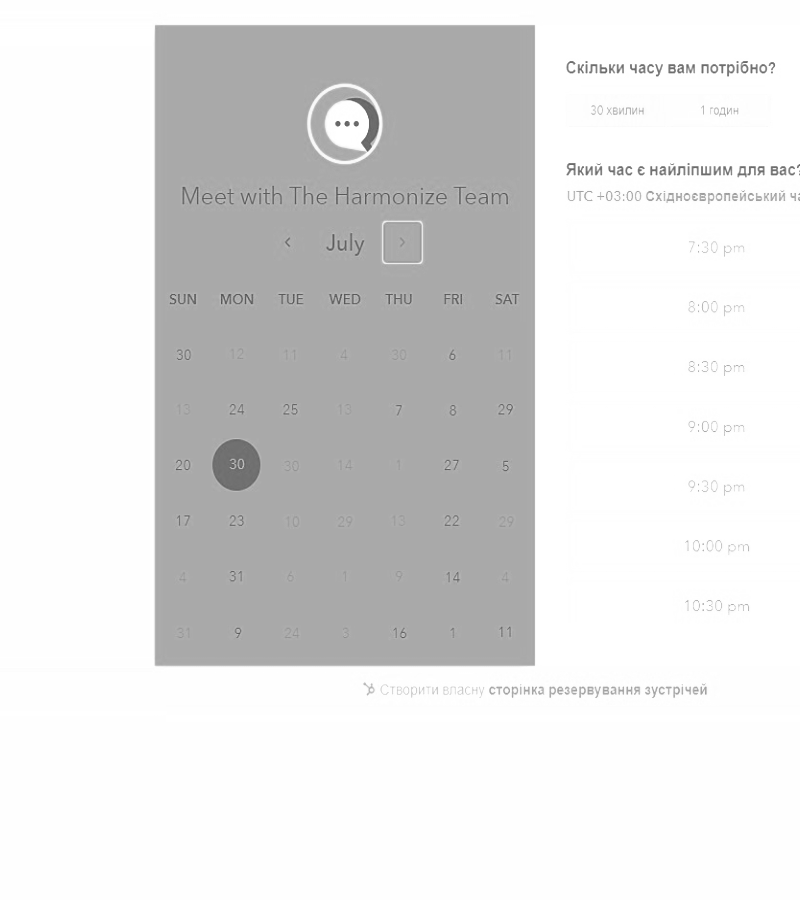 Meet with The Harmonize Team
July
SUN MON TUE WED THU FRI SAT
30 12 11 4 30 6 11
13 24 25 13 7 8 29
20 30 30 14 1 27 5
17 23 10 29 13 22 29
4 31 6 1 9 14 4
31 9 24 3 16 1 11
Скільки часу вам потрібно?
30 хвилин 1 годин
Який час є найліпшим для вас?
UTC +03:00 Східноєвропейський ча
7:30 pm
8:00 pm
8:30 pm
9:00 pm
9:30 pm
10:00 pm
10:30 pm
Створити власну сторінка резервування зустрічей